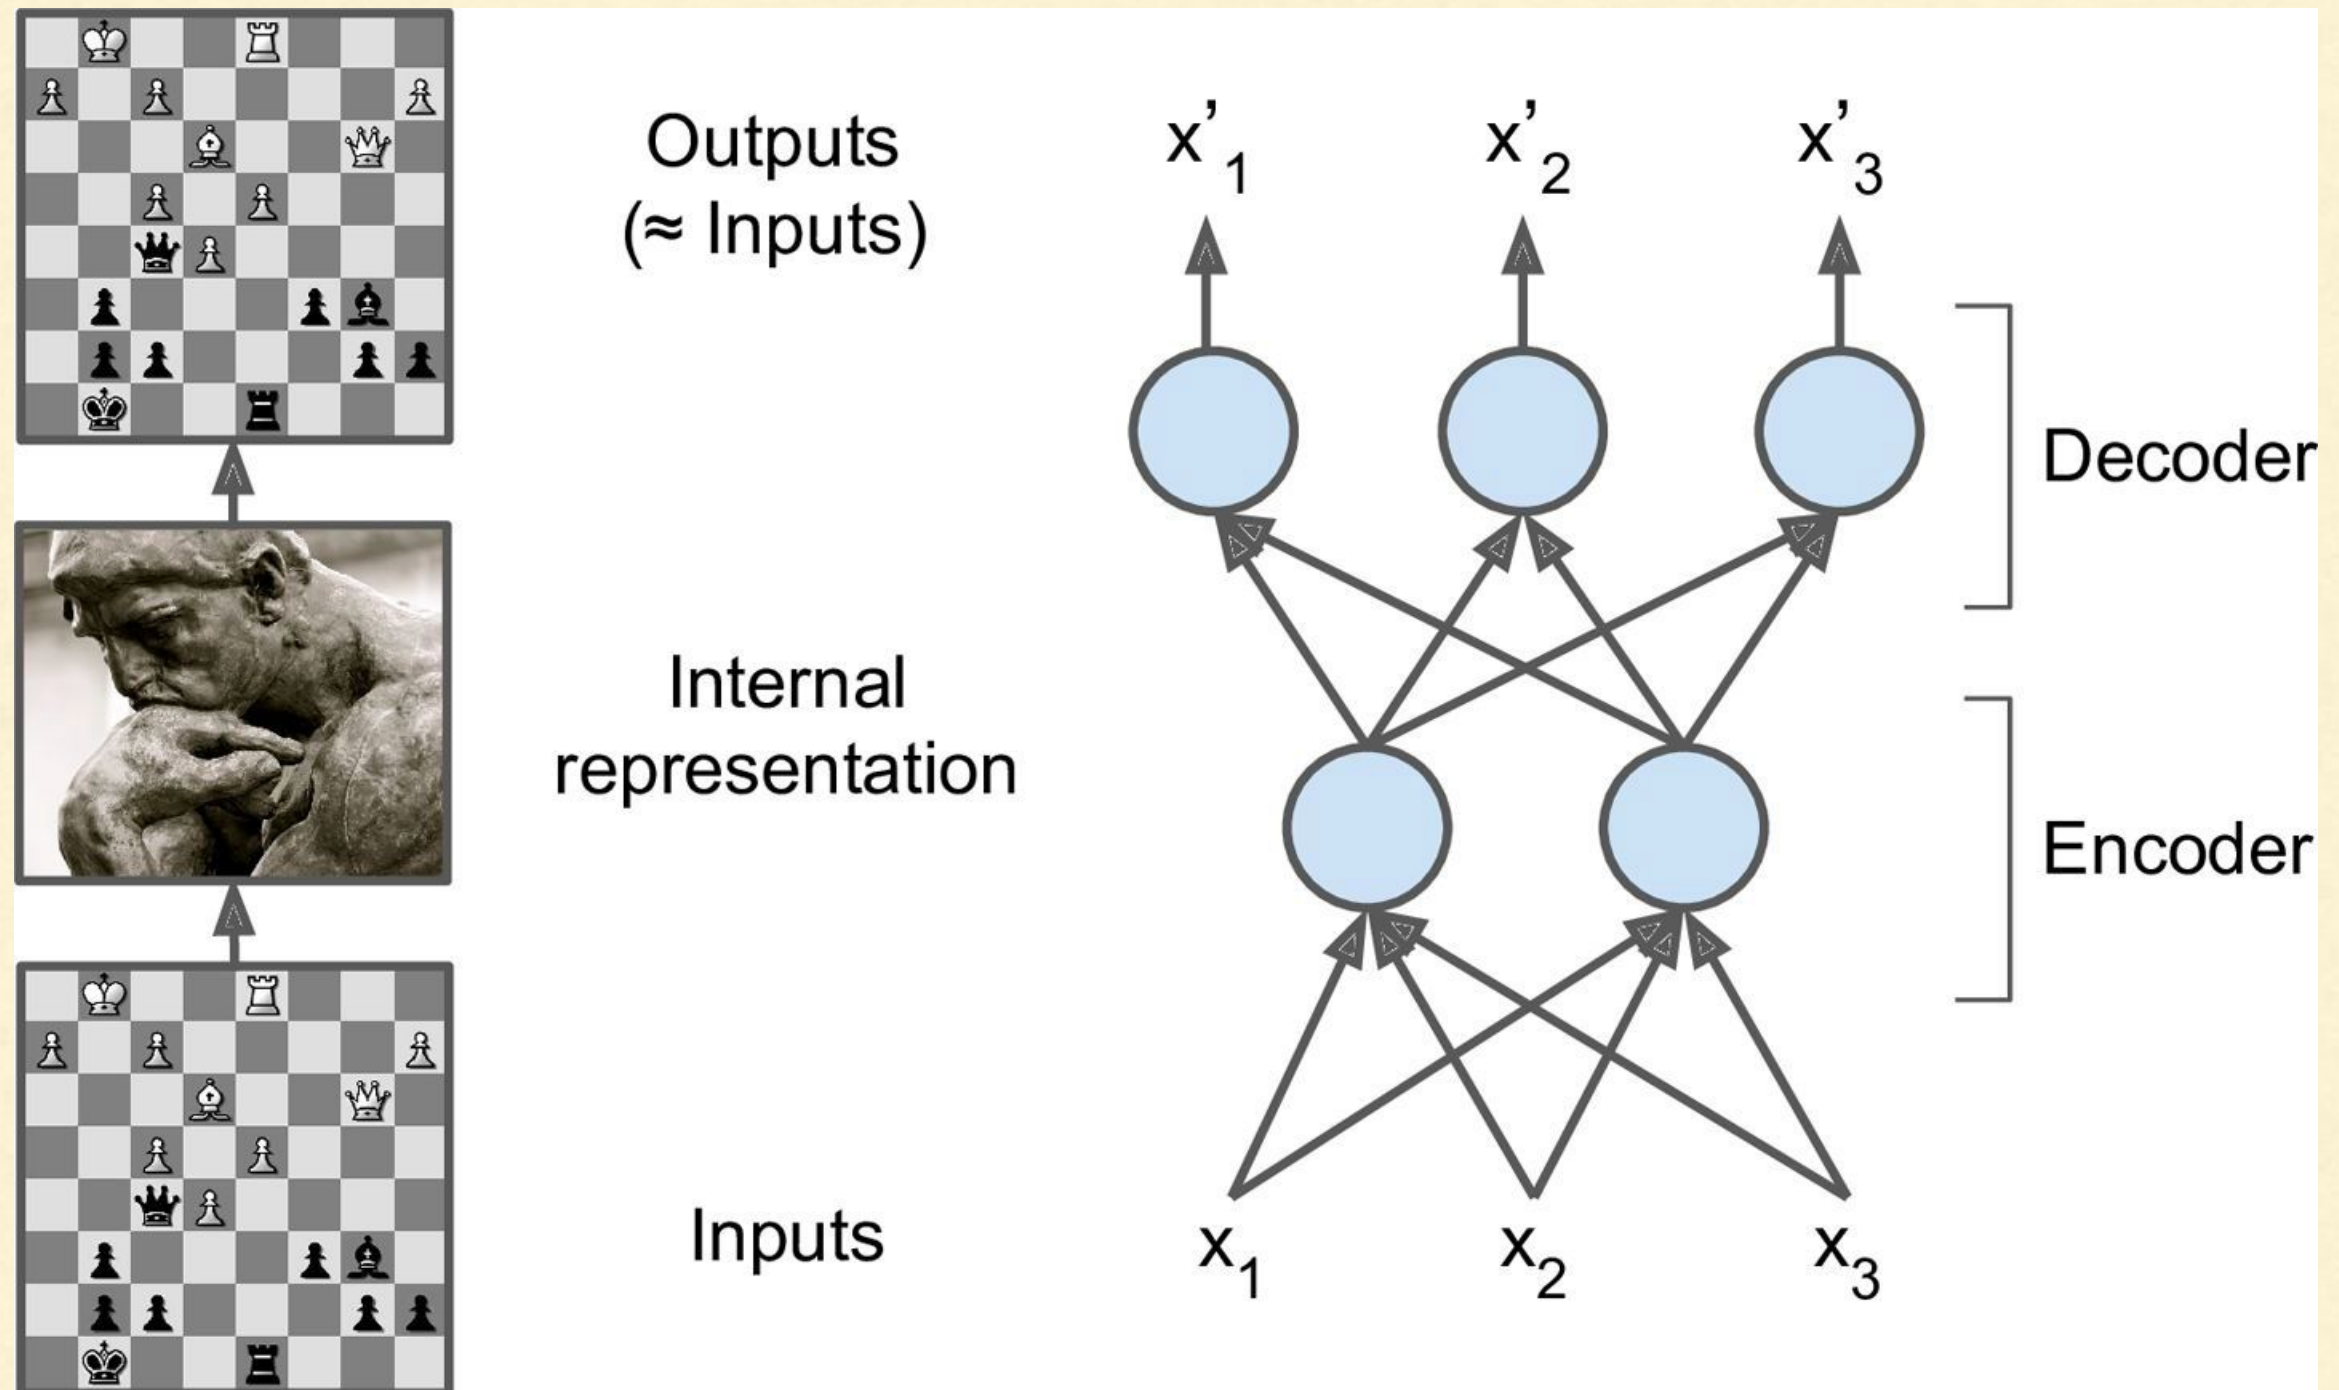 Outputs
(≈ Inputs)
x’1 x’2 x’3
Decoder
Internal
representation
Encoder
Inputs
x1 x2 x3